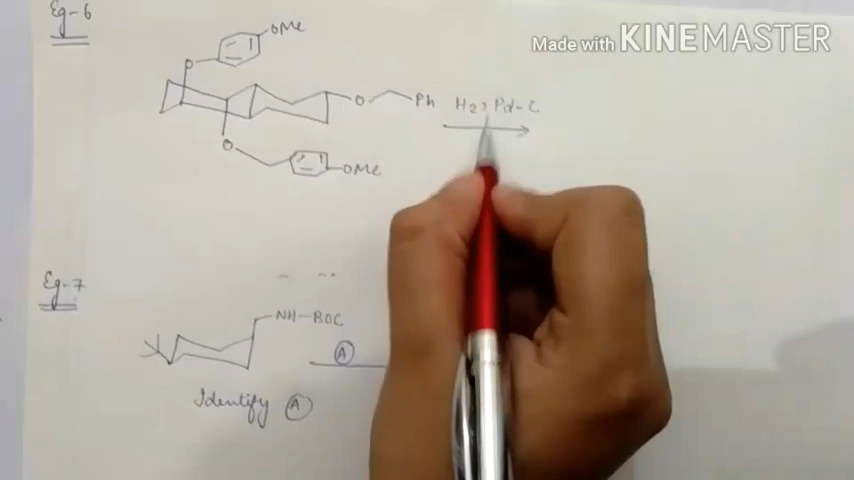 Eg-6
Made with KINEMASTER
OMe
O
O
Ph
H2, Pd-C
O
OMe
Eg-7
NH-BOC
A
Identify A